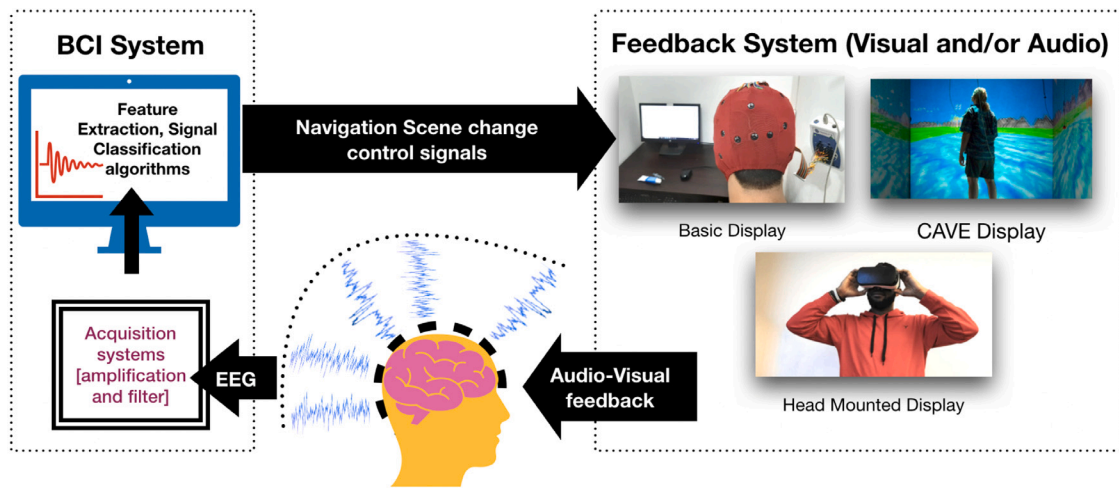 BCI System
Feature
Extraction, Signal
Classification
algorithms
Acquisition
systems
[amplification
and filter]
EEG
Navigation Scene change
control signals
Audio-Visual
feedback
Feedback System (Visual and/or Audio)
Basic Display
CAVE Display
Head Mounted Display